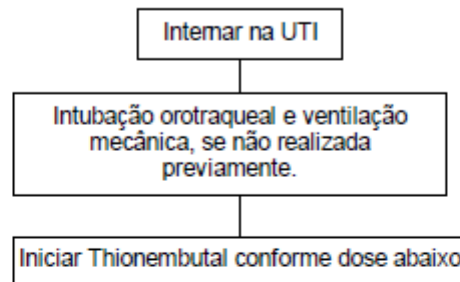 Internar na UTI
Intubação orotraqueal e ventilação
mecânica, se não realizada
previamente.
Iniciar Thionembutal conforme dose abaixo